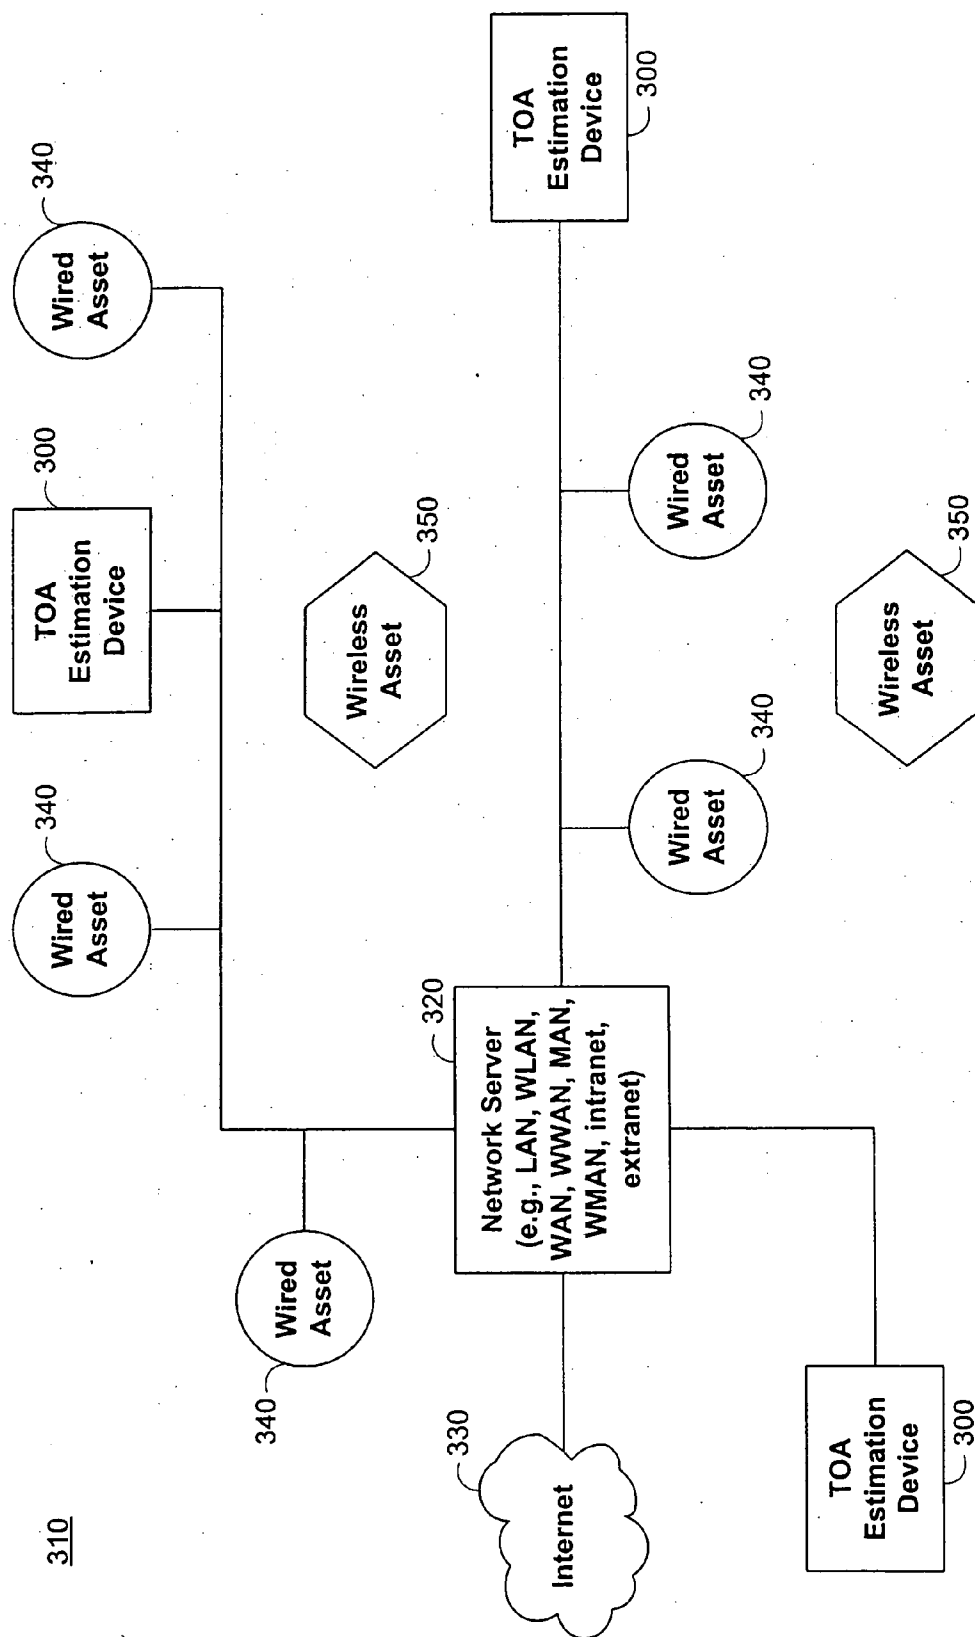 310
340
Wired
Asset
300
TOA
Estimation
Device
340
Wired
Asset
340
Wired
Asset
350
Wireless
Asset
330
Internet
320
Network Server
(e.g., LAN, WLAN,
WAN, WWAN, MAN,
WMAN, intranet,
extranet)
TOA
Estimation
Device
300
Wired
Asset
340
Wired
Asset
340
TOA
Estimation
Device
300
Wireless
Asset
350